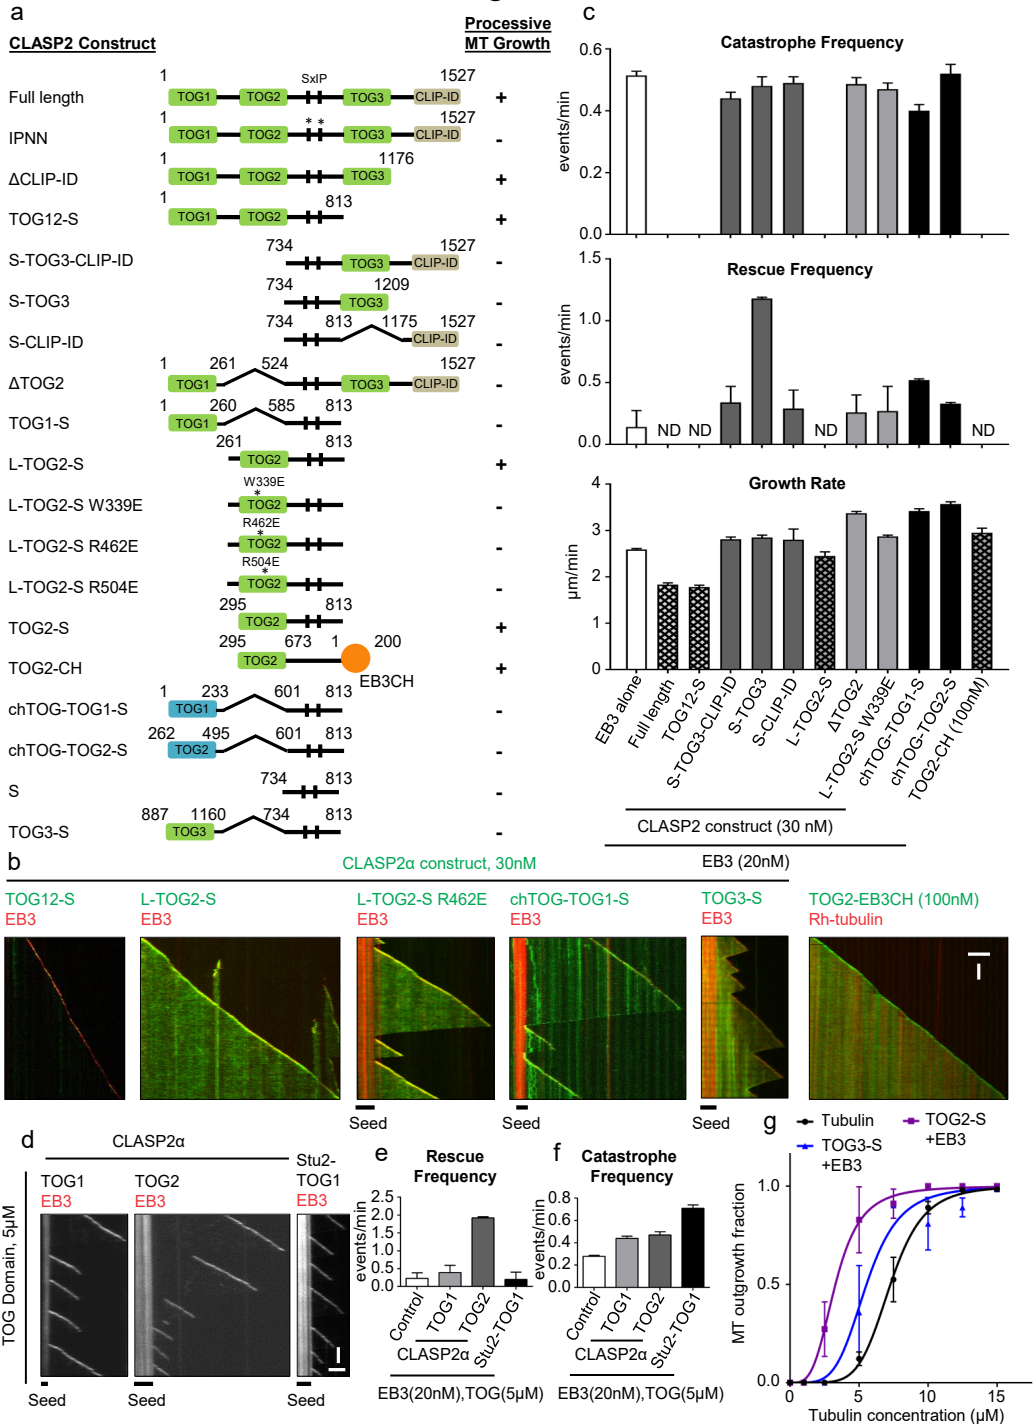 a
CLASP2 Construct
Processive
MT Growth
Full length 1 TOG1 TOG2 SxIP TOG3 CLIP-ID 1527 +
IPNN 1 TOG1 TOG2 * * TOG3 CLIP-ID 1527 -
ΔCLIP-ID 1 TOG1 TOG2 TOG3 1176 +
TOG12-S 1 TOG1 TOG2 813 +
S-TOG3-CLIP-ID 734 TOG3 CLIP-ID 1527 -
S-TOG3 734 TOG3 1209 -
S-CLIP-ID 734 813 1175 CLIP-ID 1527 -
ΔTOG2 1 TOG1 261 524 TOG3 CLIP-ID 1527 -
TOG1-S 1 TOG1 260 585 813 -
L-TOG2-S 261 TOG2 813 +
L-TOG2-S W339E W339E * TOG2 -
L-TOG2-S R462E R462E * TOG2 -
L-TOG2-S R504E R504E * TOG2 -
TOG2-S 295 TOG2 813 +
TOG2-CH 295 TOG2 673 1 200 EB3CH +
chTOG-TOG1-S 1 TOG1 233 601 813 -
chTOG-TOG2-S 262 TOG2 495 601 813 -
S 734 813 -
TOG3-S 887 TOG3 1160 734 813 -
c
Catastrophe Frequency
events/min
0.6
0.4
0.2
0.0
Rescue Frequency
events/min
1.5
1.0
0.5
0.0
ND ND ND ND
Growth Rate
µm/min
4
3
2
1
0
EB3 alone
Full length
TOG12-S
S-TOG3-CLIP-ID
S-TOG3
S-CLIP-ID
L-TOG2-S
ΔTOG2
L-TOG2-S W339E
chTOG-TOG1-S
chTOG-TOG2-S
TOG2-CH (100nM)
CLASP2 construct (30 nM)
EB3 (20nM)
b
CLASP2α construct, 30nM
TOG12-S
EB3
L-TOG2-S
EB3
L-TOG2-S R462E
EB3
chTOG-TOG1-S
EB3
TOG3-S
EB3
TOG2-EB3CH (100nM)
Rh-tubulin
Seed Seed Seed
d
CLASP2α
TOG Domain, 5µM
TOG1
EB3
TOG2
EB3
Stu2-
TOG1
EB3
Seed Seed Seed
e
Rescue
Frequency
events/min
2.5
2.0
1.5
1.0
0.5
0.0
Control
TOG1
TOG2
Stu2-TOG1
CLASP2α
EB3(20nM),TOG(5µM)
f
Catastrophe
Frequency
events/min
0.8
0.6
0.4
0.2
0.0
Control
TOG1
TOG2
Stu2-TOG1
CLASP2α
EB3(20nM),TOG(5µM)
g
Tubulin
TOG3-S
+EB3
TOG2-S
+EB3
MT outgrowth fraction
1.0
0.5
0.0
0 5 10 15
Tubulin concentration (µM)